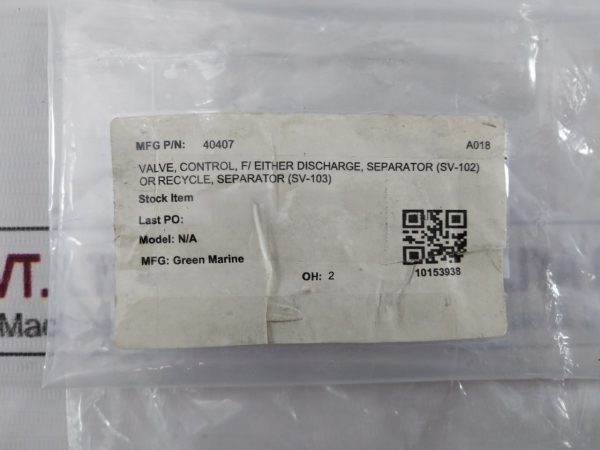 MFG P/N: 40407 A018
VALVE, CONTROL, F/ EITHER DISCHARGE, SEPARATOR (SV-102)
OR RECYCLE, SEPARATOR (SV-103)
Stock Item
Last PO:
Model: N/A
MFG: Green Marine
OH: 2
10153938
VT.
Mac